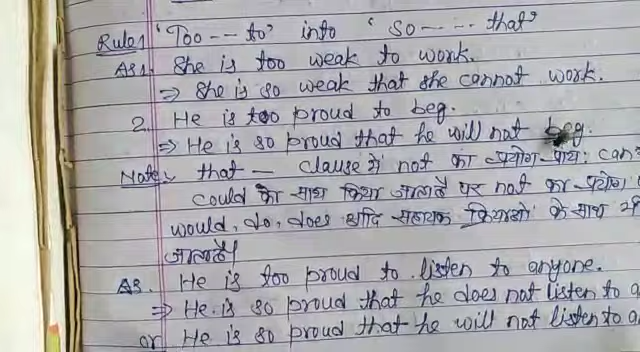 Rule 1 'Too --- to' into 'so ----- that'
As 1. She is too weak to work.
⇒ She is so weak that she cannot work.
2. He is too proud to beg.
⇒ He is so proud that he will not beg.
Note:- that – clause में not का प्रयोग प्राय: can,
could के साथ किया जाता है पर not का प्रयोग
would, do, does आदि सहायक क्रियाओं के साथ भी
जाता है।
As. He is too proud to listen to anyone.
⇒ He is so proud that he does not listen to
or He is so proud that he will not listen to